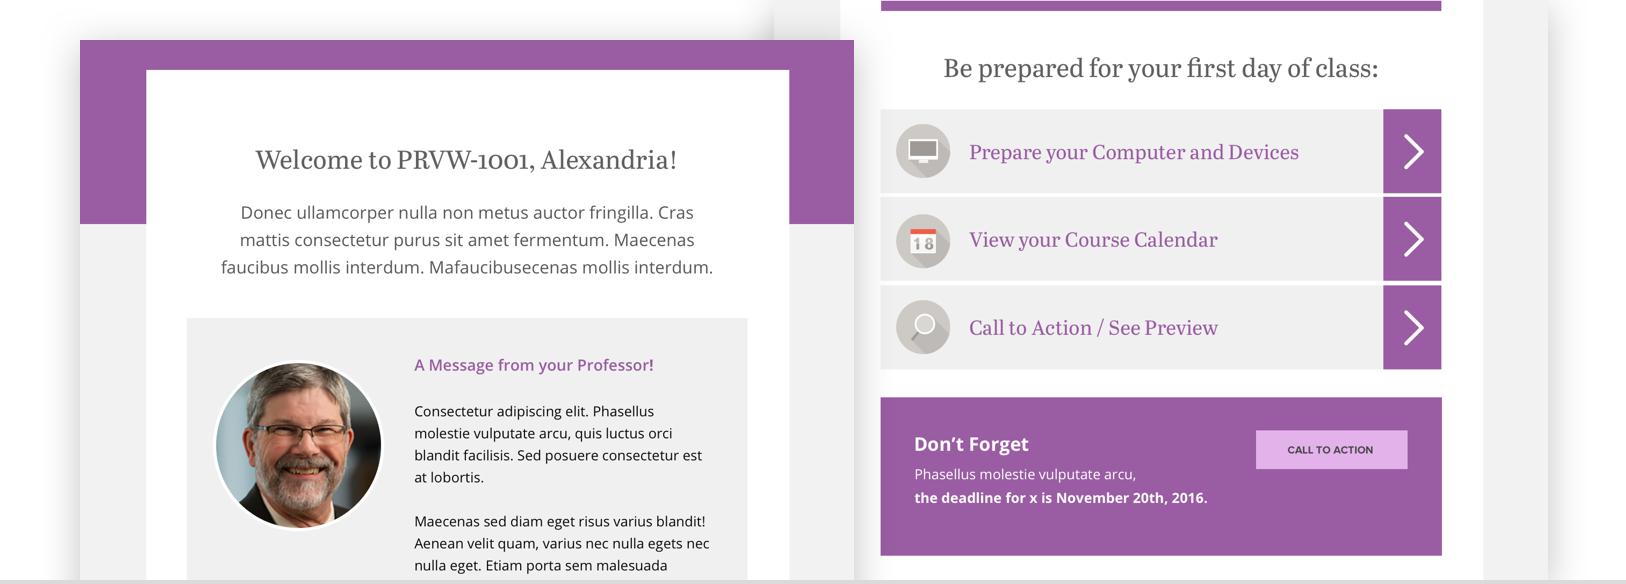 Welcome to PRVW-1001, Alexandria!
Donec ullamcorper nulla non metus auctor fringilla. Cras
mattis consectetur purus sit amet fermentum. Maecenas
faucibus mollis interdum. Mafaucibusecenas mollis interdum.
A Message from your Professor!
Consectetur adipiscing elit. Phasellus
molestie vulputate arcu, quis luctus orci
blandit facilisis. Sed posuere consectetur est
at lobortis.
Maecenas sed diam eget risus varius blandit!
Aenean velit quam, varius nec nulla egets nec
nulla eget. Etiam porta sem malesuada
Be prepared for your first day of class:
Prepare your Computer and Devices
18
View your Course Calendar
Call to Action / See Preview
Don’t Forget
Phasellus molestie vulputate arcu,
the deadline for x is November 20th, 2016.
CALL TO ACTION